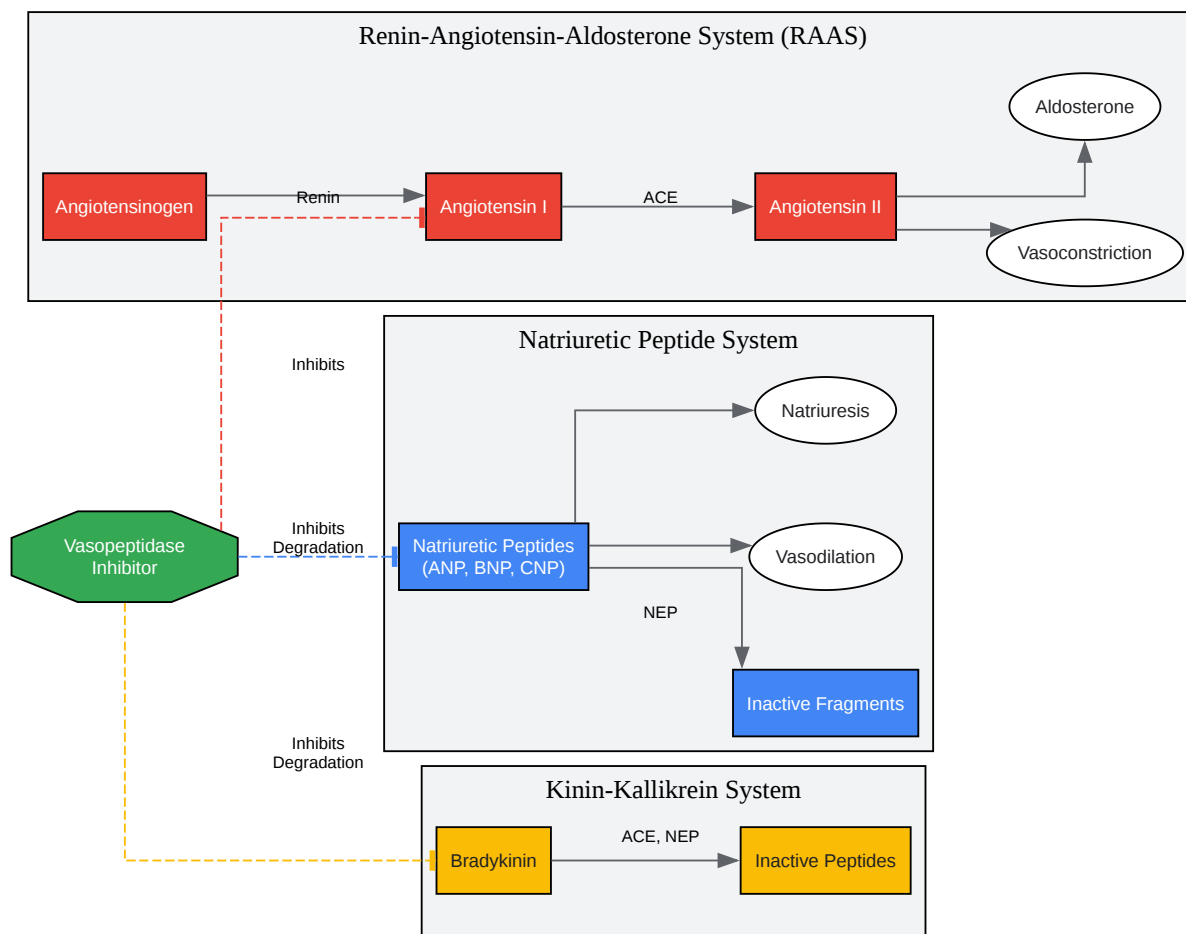 Renin-Angiotensin-Aldosterone System (RAAS)
Aldosterone
Angiotensinogen
Renin
Angiotensin I
ACE
Angiotensin II
Vasoconstriction
Inhibits
Natriuretic Peptide System
Natriuresis
Vasopeptidase
Inhibitor
Inhibits
Degradation
Natriuretic Peptides
(ANP, BNP, CNP)
Vasodilation
NEP
Inactive Fragments
Inhibits
Degradation
Kinin-Kallikrein System
Bradykinin
ACE, NEP
Inactive Peptides